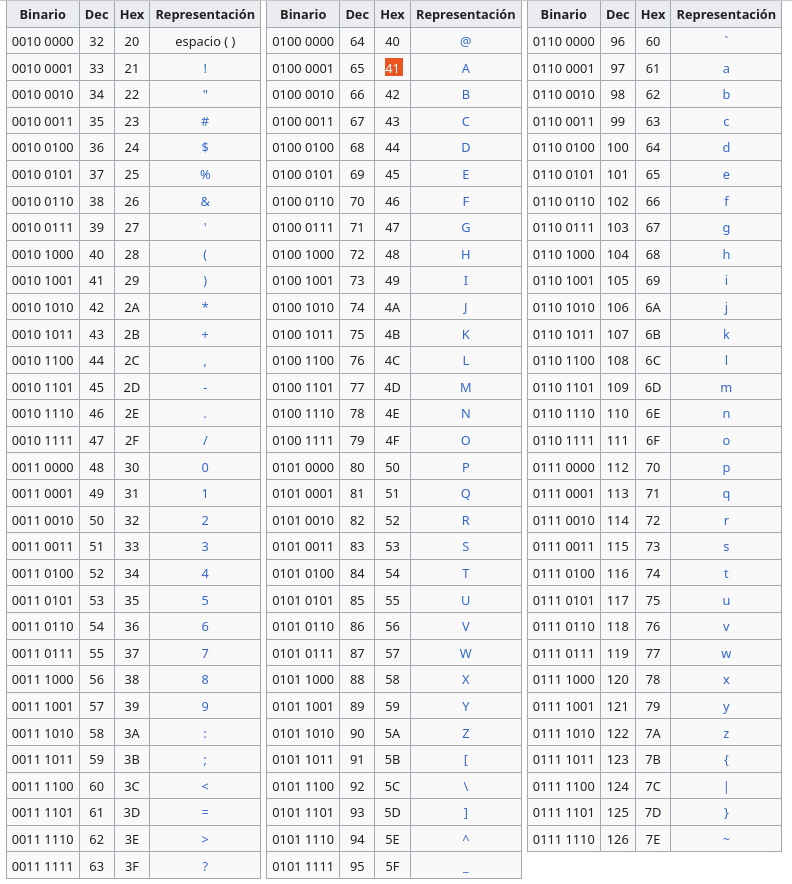 Binario Dec Hex Representación Binario Dec Hex Representación Binario Dec Hex Representación
0010 0000 32 20 espacio ( ) 0100 0000 64 40 @ 0110 0000 96 60 `
0010 0001 33 21 ! 0100 0001 65 41 A 0110 0001 97 61 a
0010 0010 34 22 " 0100 0010 66 42 B 0110 0010 98 62 b
0010 0011 35 23 # 0100 0011 67 43 C 0110 0011 99 63 c
0010 0100 36 24 $ 0100 0100 68 44 D 0110 0100 100 64 d
0010 0101 37 25 % 0100 0101 69 45 E 0110 0101 101 65 e
0010 0110 38 26 & 0100 0110 70 46 F 0110 0110 102 66 f
0010 0111 39 27 ' 0100 0111 71 47 G 0110 0111 103 67 g
0010 1000 40 28 ( 0100 1000 72 48 H 0110 1000 104 68 h
0010 1001 41 29 ) 0100 1001 73 49 I 0110 1001 105 69 i
0010 1010 42 2A * 0100 1010 74 4A J 0110 1010 106 6A j
0010 1011 43 2B + 0100 1011 75 4B K 0110 1011 107 6B k
0010 1100 44 2C , 0100 1100 76 4C L 0110 1100 108 6C l
0010 1101 45 2D - 0100 1101 77 4D M 0110 1101 109 6D m
0010 1110 46 2E . 0100 1110 78 4E N 0110 1110 110 6E n
0010 1111 47 2F / 0100 1111 79 4F O 0110 1111 111 6F o
0011 0000 48 30 0 0101 0000 80 50 P 0111 0000 112 70 p
0011 0001 49 31 1 0101 0001 81 51 Q 0111 0001 113 71 q
0011 0010 50 32 2 0101 0010 82 52 R 0111 0010 114 72 r
0011 0011 51 33 3 0101 0011 83 53 S 0111 0011 115 73 s
0011 0100 52 34 4 0101 0100 84 54 T 0111 0100 116 74 t
0011 0101 53 35 5 0101 0101 85 55 U 0111 0101 117 75 u
0011 0110 54 36 6 0101 0110 86 56 V 0111 0110 118 76 v
0011 0111 55 37 7 0101 0111 87 57 W 0111 0111 119 77 w
0011 1000 56 38 8 0101 1000 88 58 X 0111 1000 120 78 x
0011 1001 57 39 9 0101 1001 89 59 Y 0111 1001 121 79 y
0011 1010 58 3A : 0101 1010 90 5A Z 0111 1010 122 7A z
0011 1011 59 3B ; 0101 1011 91 5B [ 0111 1011 123 7B {
0011 1100 60 3C < 0101 1100 92 5C \ 0111 1100 124 7C |
0011 1101 61 3D = 0101 1101 93 5D ] 0111 1101 125 7D }
0011 1110 62 3E > 0101 1110 94 5E ^ 0111 1110 126 7E ~
0011 1111 63 3F ? 0101 1111 95 5F _